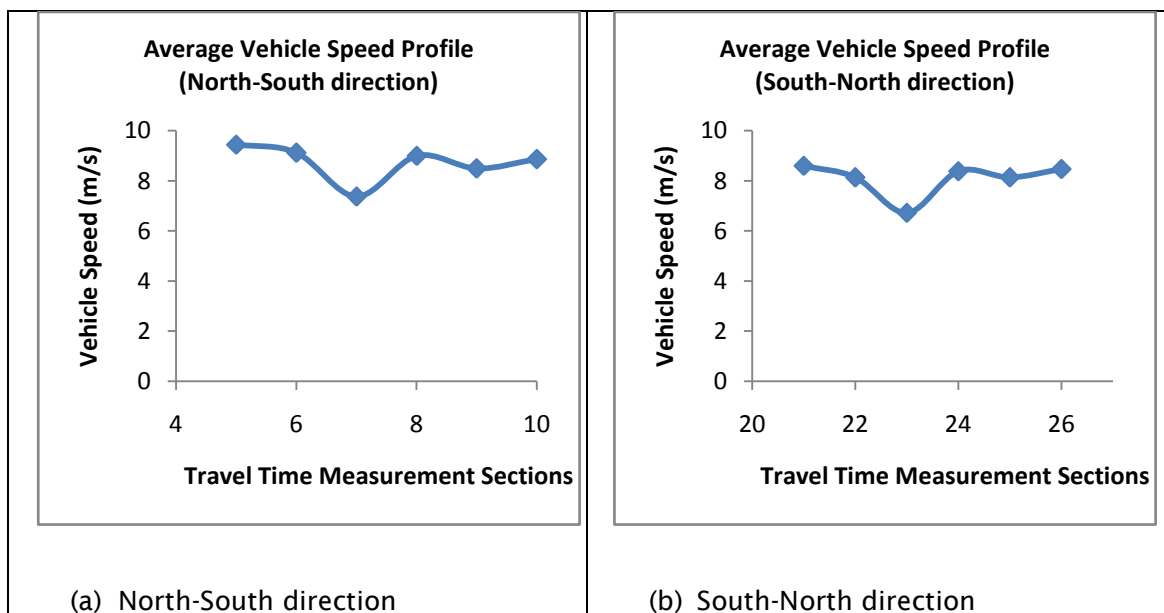 Average Vehicle Speed Profile
(North-South direction)
Vehicle Speed (m/s)
10
8
6
4
2
0
4 6 8 10
Travel Time Measurement Sections
(a) North-South direction
Average Vehicle Speed Profile
(South-North direction)
Vehicle Speed (m/s)
10
8
6
4
2
0
20 22 24 26
Travel Time Measurement Sections
(b) South-North direction